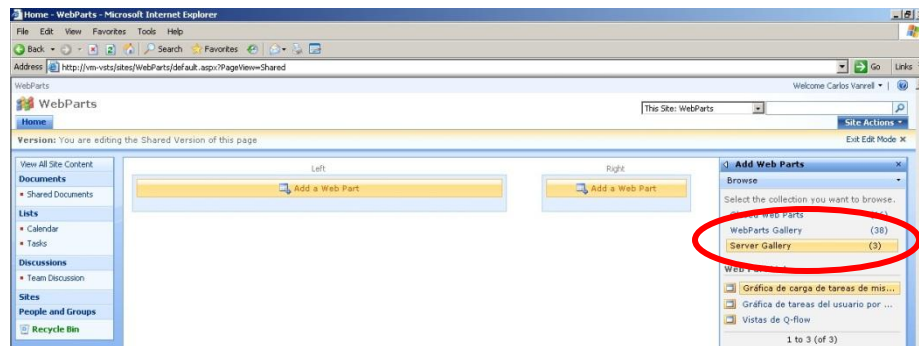 Home - WebParts - Microsoft Internet Explorer
File Edit View Favorites Tools Help
Back Search Favorites
Address http://vm-vsts/sites/WebParts/default.aspx?PageView=Shared Go Links
WebParts Welcome Carlos Vanrell
WebParts This Site: WebParts
Home Site Actions
Version: You are editing the Shared Version of this page Exit Edit Mode
View All Site Content
Documents
Shared Documents
Lists
Calendar
Tasks
Discussions
Team Discussion
Sites
People and Groups
Recycle Bin
Left
Add a Web Part
Right
Add a Web Part
Add Web Parts
Browse
Select the collection you want to browse.
Web Parts
WebParts Gallery (38)
Server Gallery (3)
Gráfica de carga de tareas de mis...
Gráfica de tareas del usuario por ...
Vistas de Q-flow
1 to 3 (of 3)